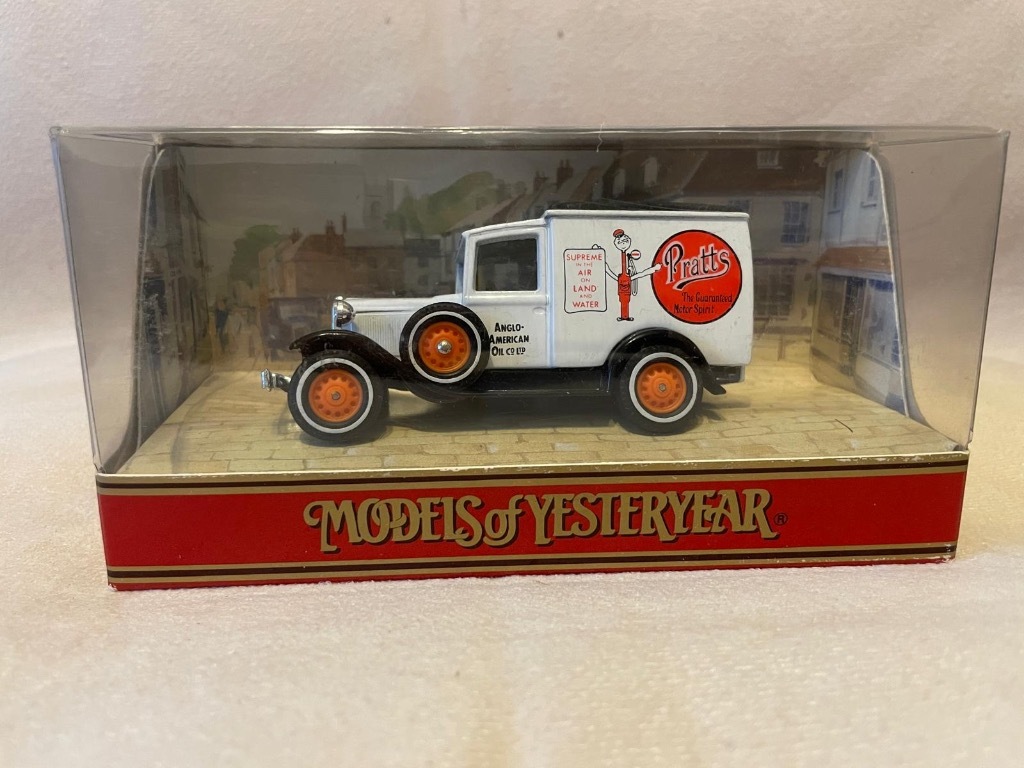 SUPREME
IN THE
AIR
ON
LAND
AND
WATER
Pratts
The Guaranteed
Motor Spirit
ANGLO-
AMERICAN
OIL CO LTD
MODELS of YESTERYEAR ®